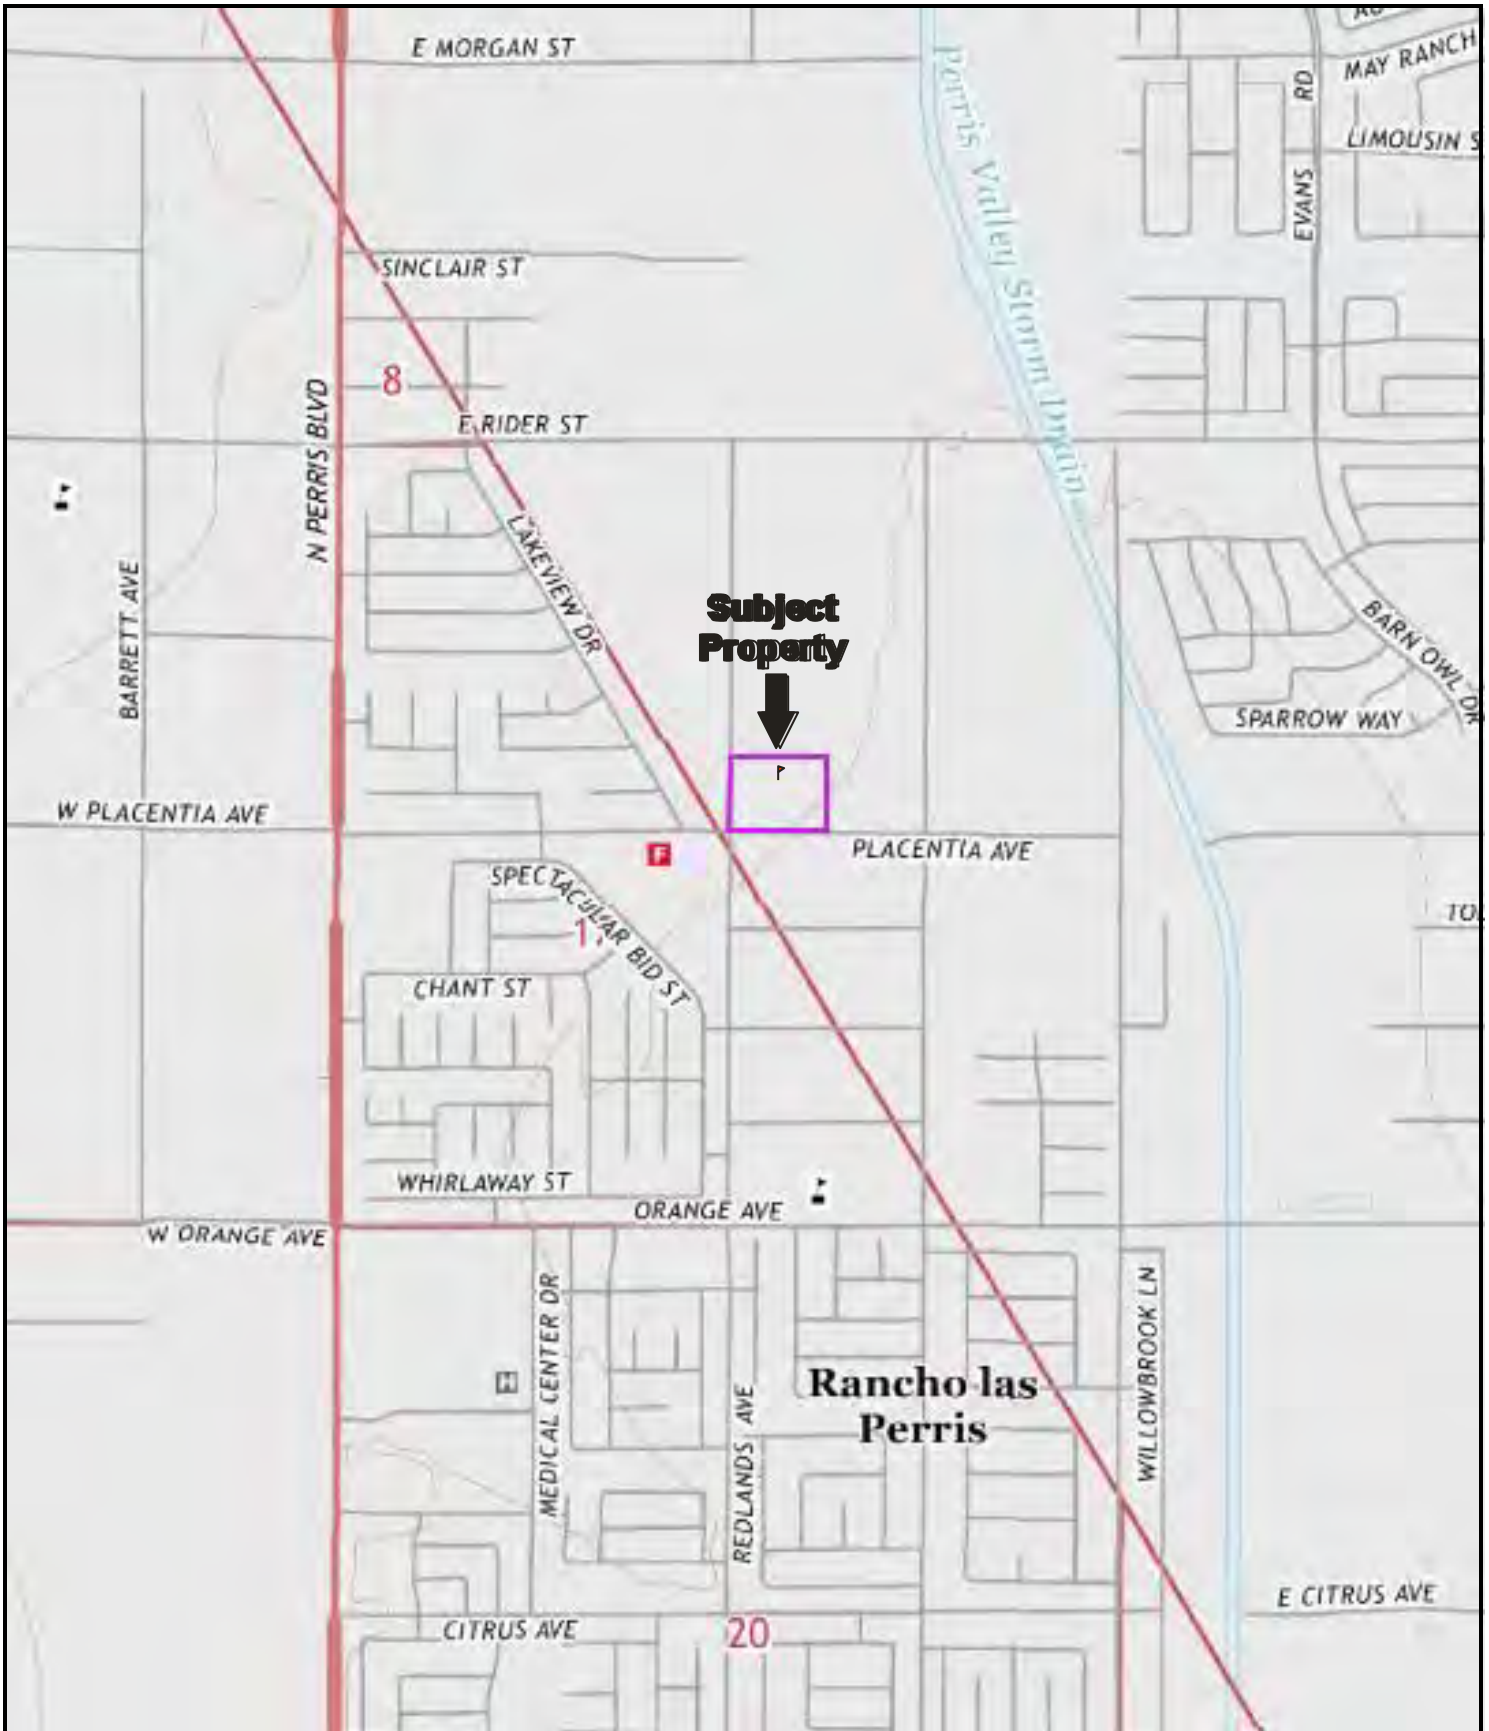 E MORGAN ST
MAY RANCH
RD
LIMOUSIN S
EVANS
Perris Valley Storm Drain
SINCLAIR ST
8
N PERRIS BLVD
E RIDER ST
LAKEVIEW DR
BARRETT AVE
Subject
Property
BARN OWL DR
SPARROW WAY
W PLACENTIA AVE
F
PLACENTIA AVE
SPECTACULAR BID ST
TO
CHANT ST
WHIRLAWAY ST
ORANGE AVE
W ORANGE AVE
MEDICAL CENTER DR
H
WILLOWBROOK LN
Rancho las
Perris
REDLANDS AVE
E CITRUS AVE
CITRUS AVE
20